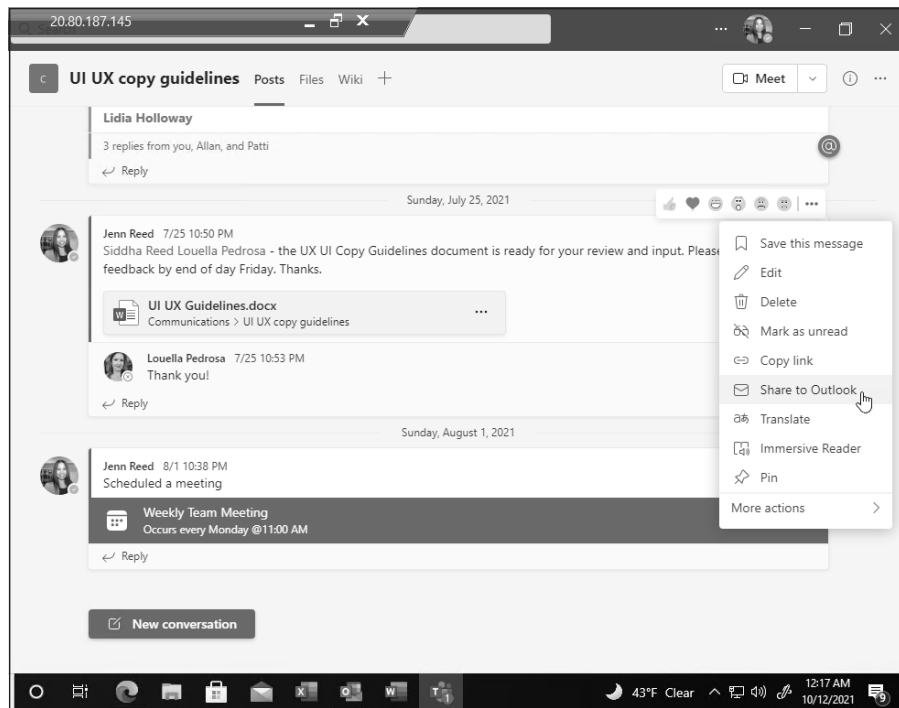 20.80.187.145
C UI UX copy guidelines Posts Files Wiki Meet
Lidia Holloway
3 replies from you, Allan, and Patti
Reply
Sunday, July 25, 2021
Jenn Reed 7/25 10:50 PM
Siddha Reed Louella Pedrosa - the UX UI Copy Guidelines document is ready for your review and input. Please
feedback by end of day Friday. Thanks.
UI UX Guidelines.docx
Communications > UI UX copy guidelines
Louella Pedrosa 7/25 10:53 PM
Thank you!
Reply
Sunday, August 1, 2021
Jenn Reed 8/1 10:38 PM
Scheduled a meeting
Weekly Team Meeting
Occurs every Monday @11:00 AM
Reply
New conversation
Save this message
Edit
Delete
Mark as unread
Copy link
Share to Outlook
Translate
Immersive Reader
Pin
More actions
43°F Clear
12:17 AM
10/12/2021
9